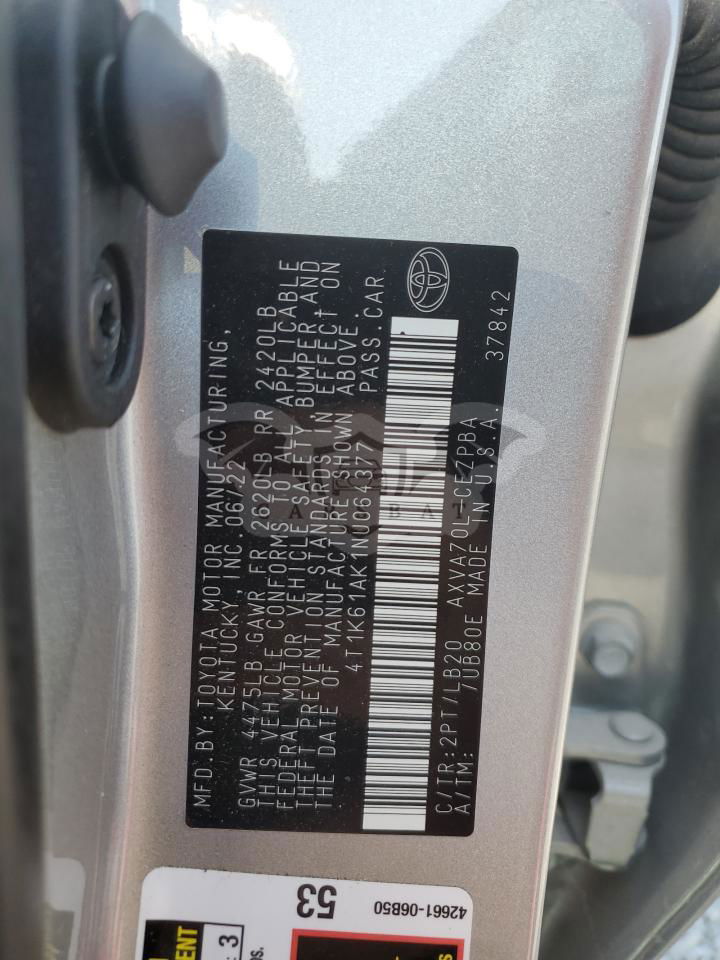 MFD.BY:TOYOTA MOTOR MANUFACTURING,
KENTUCKY, INC.06/22
GVWR 4475LB GAWR FR 2620LB RR 2420LB
THIS VEHICLE CONFORMS TO ALL APPLICABLE
FEDERAL MOTOR VEHICLE SAFETY, BUMPER, AND
THEFT PREVENTION STANDARDS IN EFFECT ON
THE DATE OF MANUFACTURE SHOWN ABOVE.
4T1K61AK1NU064377 PASS.CAR
C/TR:2PT/LB20 AXVA70L-CEZPBA
A/TM: /UB80E MADE IN U.S.A. 37842
53
42661-06B50
: 3